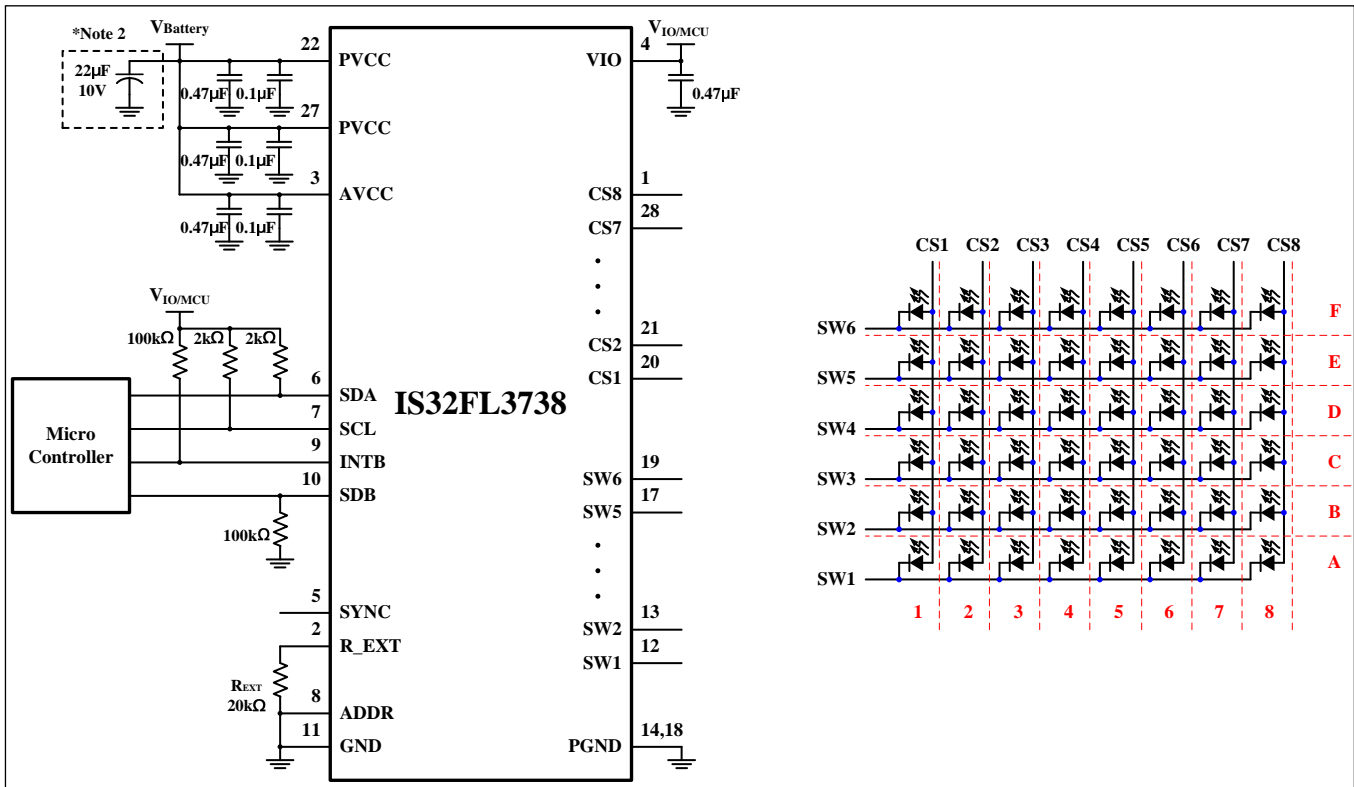 *Note 2
VBattery
22µF
10V
0.47µF
0.1µF
22
PVCC
0.47µF
0.1µF
27
PVCC
0.47µF
0.1µF
3
AVCC
VIO/MCU
100kΩ
2kΩ
2kΩ
Micro
Controller
6
SDA
7
SCL
9
INTB
10
SDB
100kΩ
5
SYNC
2
R_EXT
REXT
20kΩ
8
ADDR
11
GND
IS32FL3738
VIO/MCU
4
VIO
0.47µF
1
CS8
28
CS7
21
CS2
20
CS1
19
SW6
17
SW5
13
SW2
12
SW1
14,18
PGND
CS1 CS2 CS3 CS4 CS5 CS6 CS7 CS8
SW6 F
SW5 E
SW4 D
SW3 C
SW2 B
SW1 A
1 2 3 4 5 6 7 8